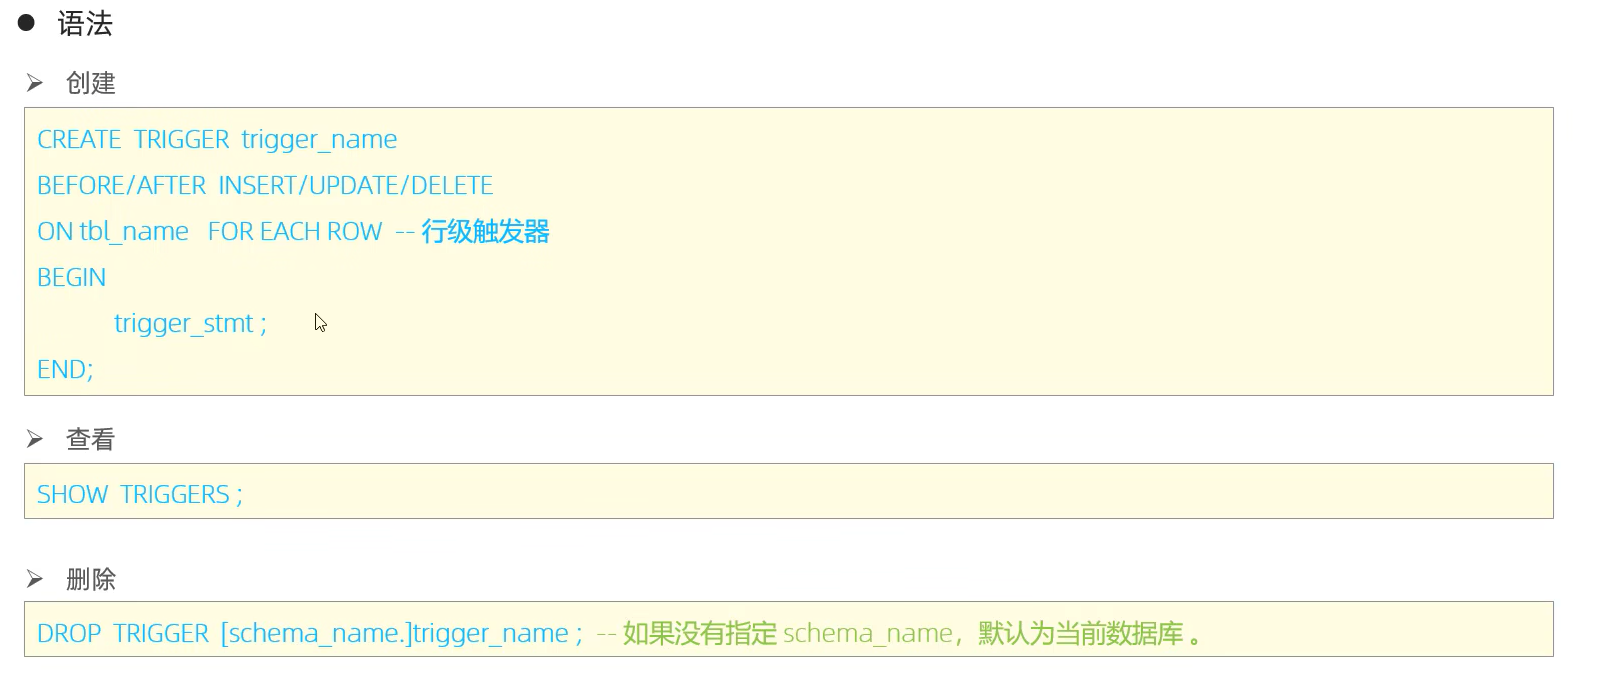 语法
创建
CREATE TRIGGER trigger_name
BEFORE/AFTER INSERT/UPDATE/DELETE
ON tbl_name FOR EACH ROW -- 行级触发器
BEGIN
trigger_stmt ;
END;
查看
SHOW TRIGGERS ;
删除
DROP TRIGGER [schema_name.]trigger_name ; -- 如果没有指定 schema_name，默认为当前数据库 。